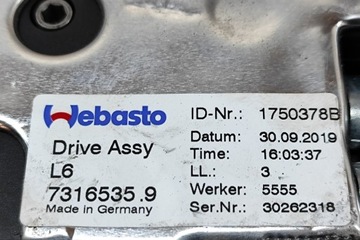 Webasto
Drive Assy
L6
7316535.9
Made in Germany
ID-Nr.: 1750378B
Datum: 30.09.2019
Time: 16:03:37
LL.: 3
Werker: 5555
Ser.Nr.: 30262318